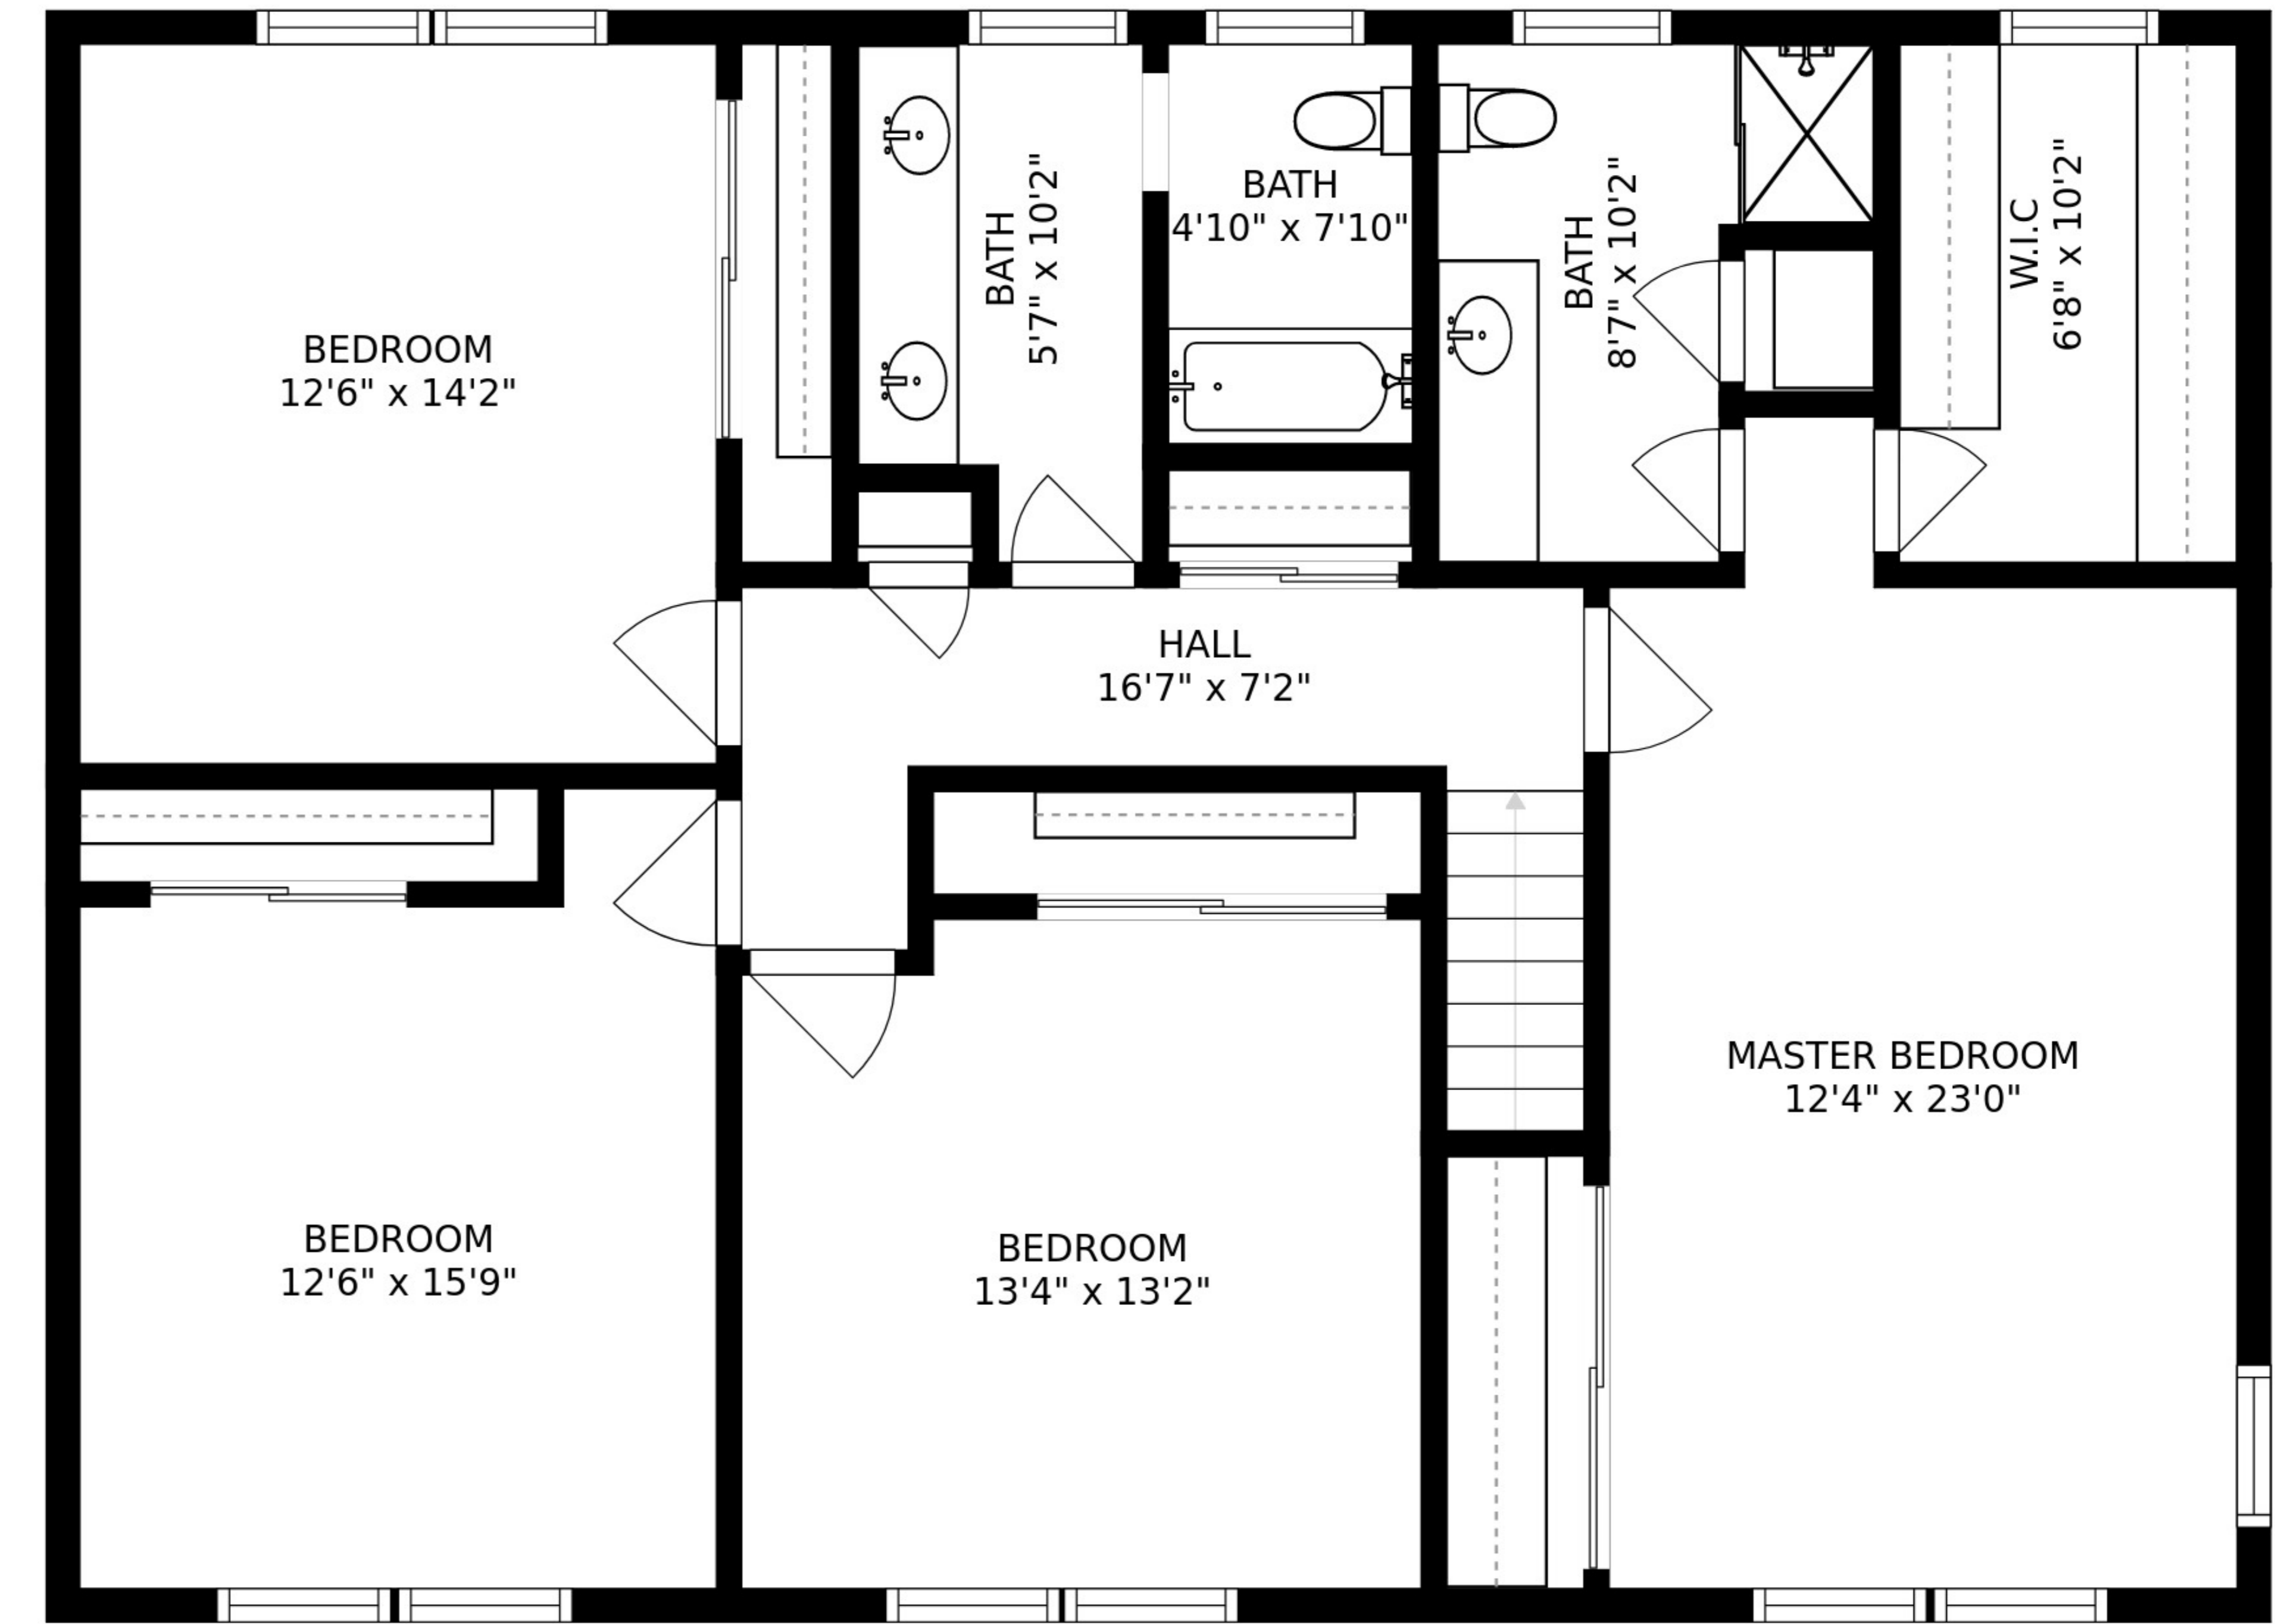 BATH
4'10" x 7'10"
BATH
5'7" x 10'2"
BATH
8'7" x 10'2"
W.I.C
6'8" x 10'2"
BEDROOM
12'6" x 14'2"
HALL
16'7" x 7'2"
MASTER BEDROOM
12'4" x 23'0"
BEDROOM
12'6" x 15'9"
BEDROOM
13'4" x 13'2"